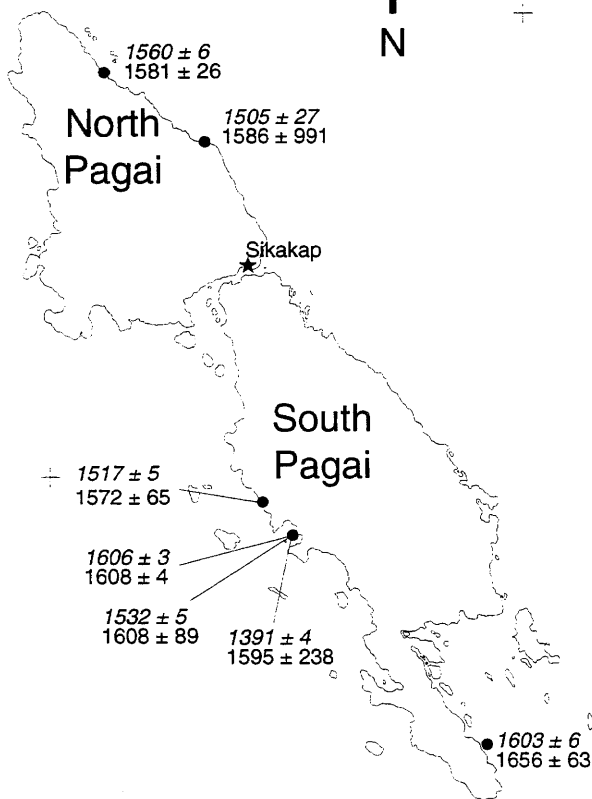 N
1560 ± 6
1581 ± 26
North
Pagai
1505 ± 27
1586 ± 991
Sikakap
South
Pagai
1517 ± 5
1572 ± 65
1606 ± 3
1608 ± 4
1532 ± 5
1608 ± 89
1391 ± 4
1595 ± 238
1603 ± 6
1656 ± 63